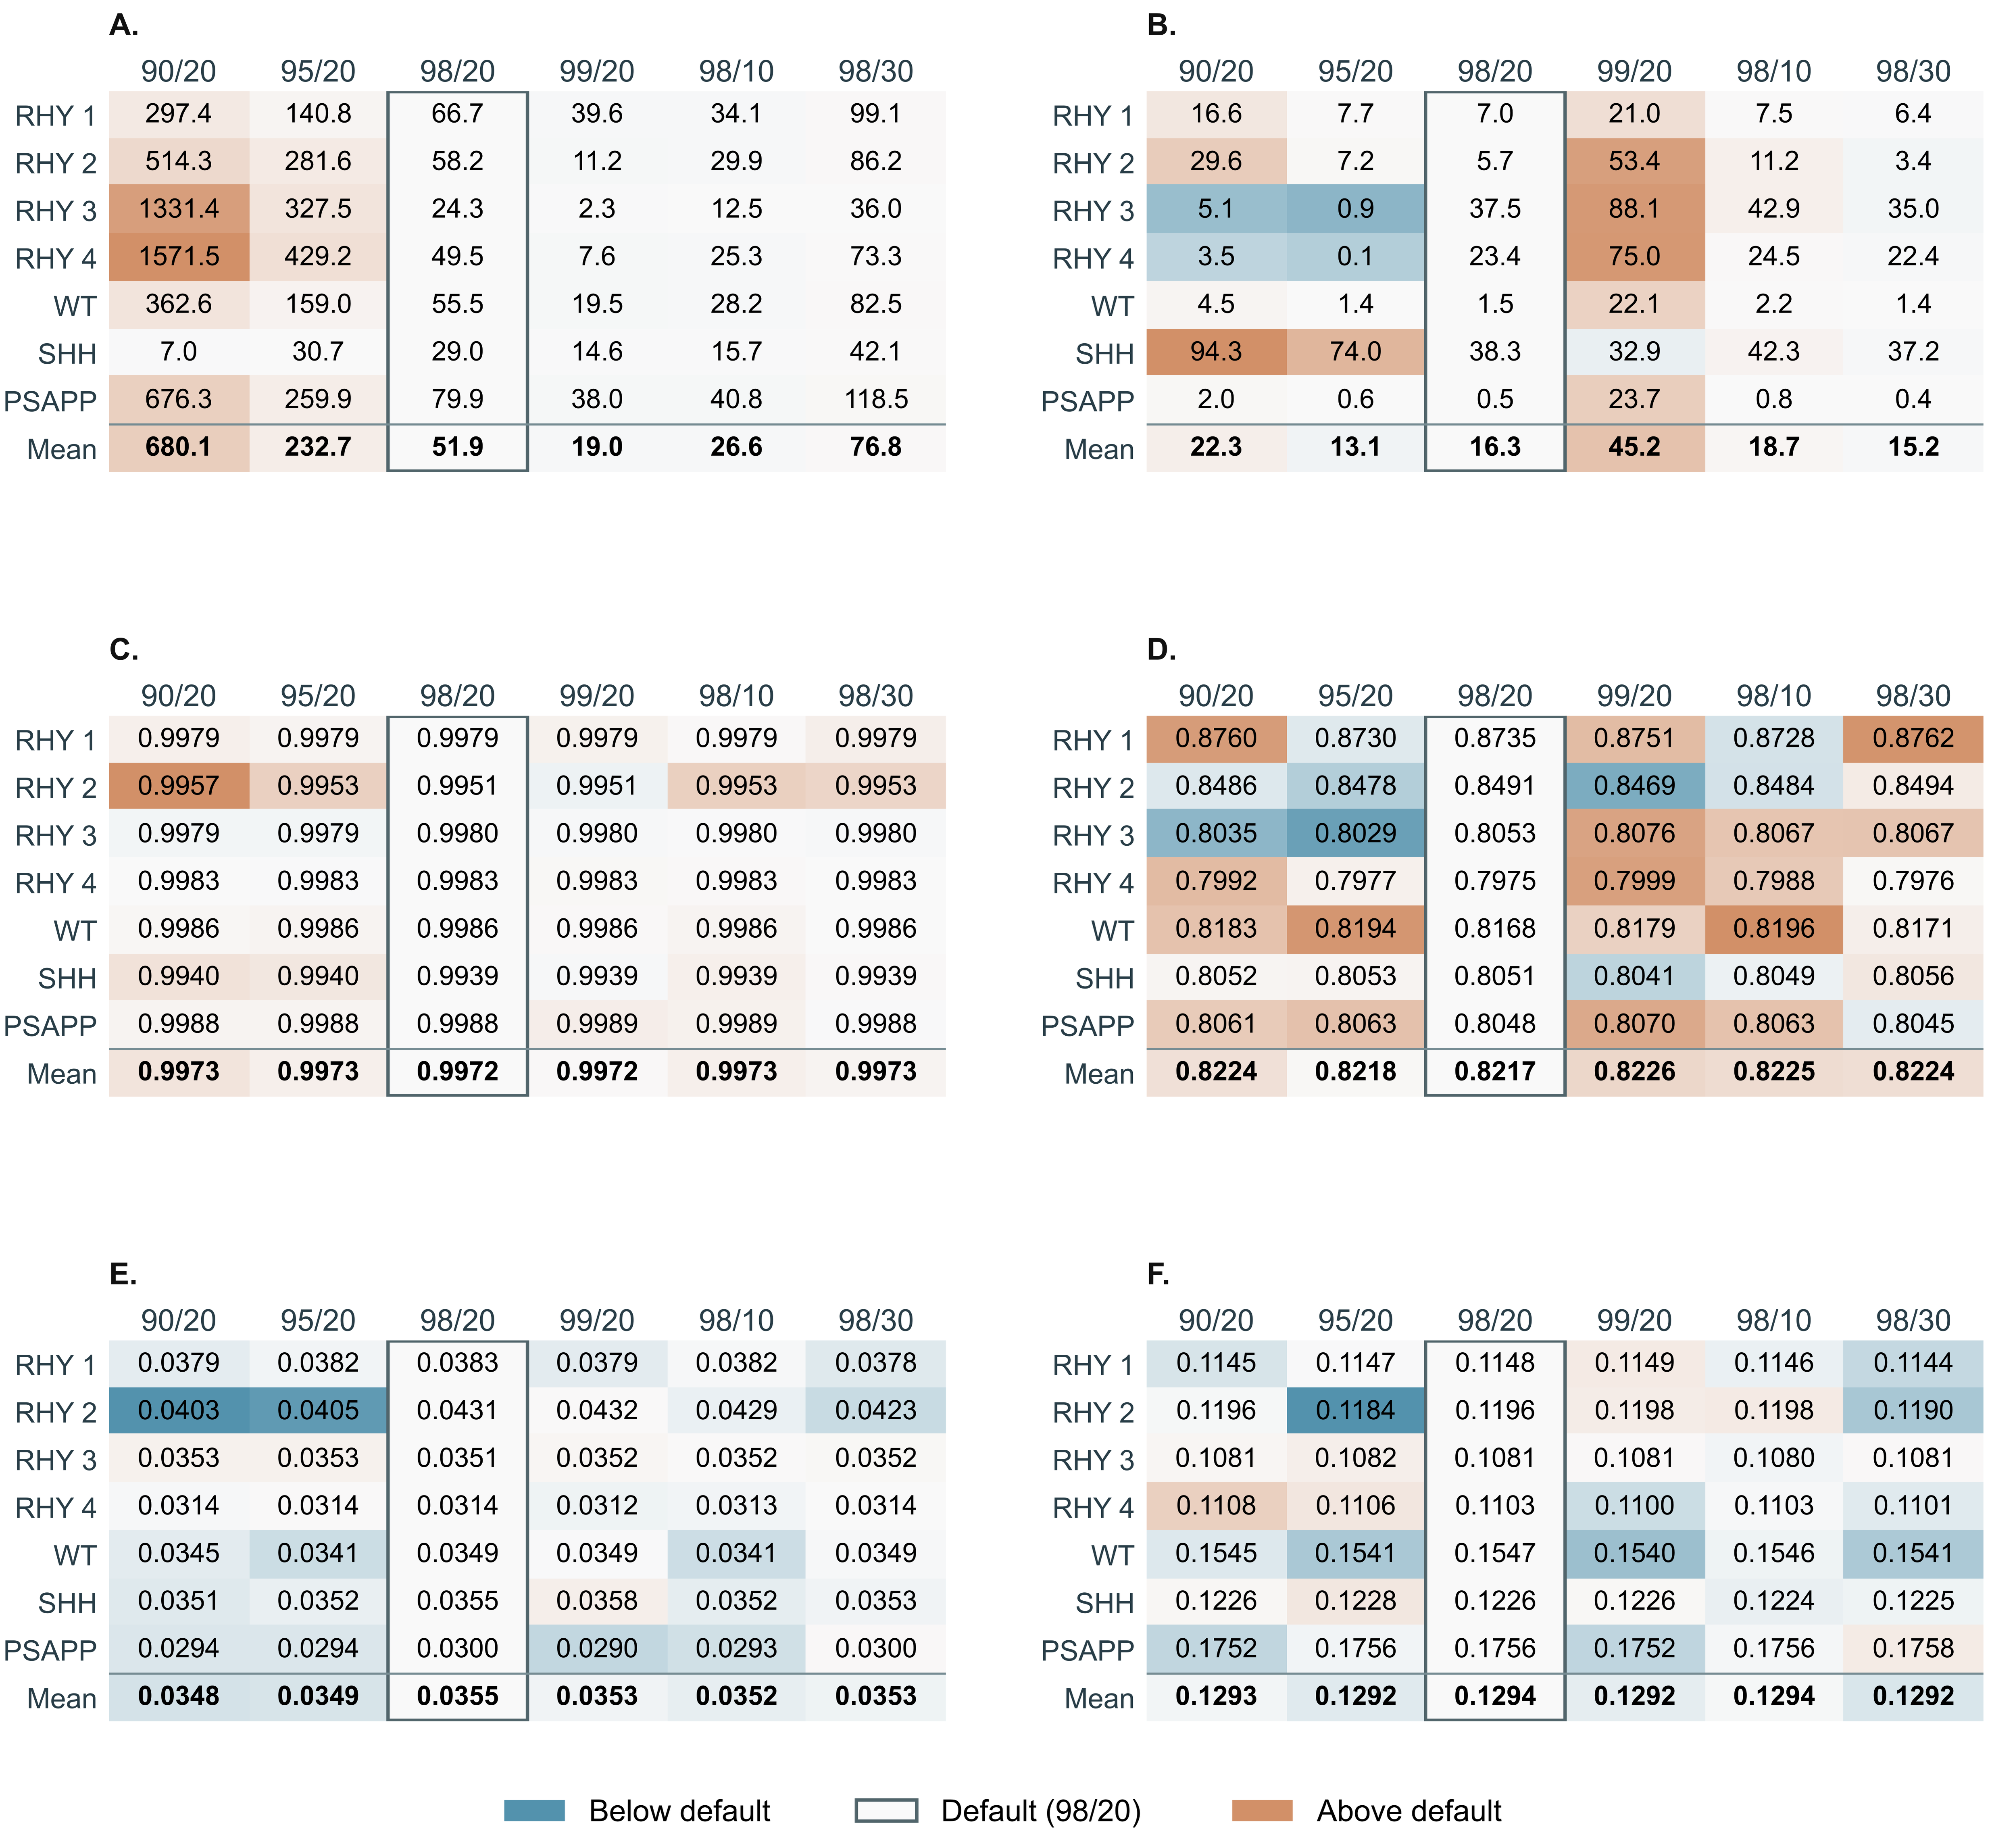 A.
90/20 95/20 98/20 99/20 98/10 98/30
RHY 1 297.4 140.8 66.7 39.6 34.1 99.1
RHY 2 514.3 281.6 58.2 11.2 29.9 86.2
RHY 3 1331.4 327.5 24.3 2.3 12.5 36.0
RHY 4 1571.5 429.2 49.5 7.6 25.3 73.3
WT 362.6 159.0 55.5 19.5 28.2 82.5
SHH 7.0 30.7 29.0 14.6 15.7 42.1
PSAPP 676.3 259.9 79.9 38.0 40.8 118.5
Mean 680.1 232.7 51.9 19.0 26.6 76.8
B.
90/20 95/20 98/20 99/20 98/10 98/30
RHY 1 16.6 7.7 7.0 21.0 7.5 6.4
RHY 2 29.6 7.2 5.7 53.4 11.2 3.4
RHY 3 5.1 0.9 37.5 88.1 42.9 35.0
RHY 4 3.5 0.1 23.4 75.0 24.5 22.4
WT 4.5 1.4 1.5 22.1 2.2 1.4
SHH 94.3 74.0 38.3 32.9 42.3 37.2
PSAPP 2.0 0.6 0.5 23.7 0.8 0.4
Mean 22.3 13.1 16.3 45.2 18.7 15.2
C.
90/20 95/20 98/20 99/20 98/10 98/30
RHY 1 0.9979 0.9979 0.9979 0.9979 0.9979 0.9979
RHY 2 0.9957 0.9953 0.9951 0.9951 0.9953 0.9953
RHY 3 0.9979 0.9979 0.9980 0.9980 0.9980 0.9980
RHY 4 0.9983 0.9983 0.9983 0.9983 0.9983 0.9983
WT 0.9986 0.9986 0.9986 0.9986 0.9986 0.9986
SHH 0.9940 0.9940 0.9939 0.9939 0.9939 0.9939
PSAPP 0.9988 0.9988 0.9988 0.9989 0.9989 0.9988
Mean 0.9973 0.9973 0.9972 0.9972 0.9973 0.9973
D.
90/20 95/20 98/20 99/20 98/10 98/30
RHY 1 0.8760 0.8730 0.8735 0.8751 0.8728 0.8762
RHY 2 0.8486 0.8478 0.8491 0.8469 0.8484 0.8494
RHY 3 0.8035 0.8029 0.8053 0.8076 0.8067 0.8067
RHY 4 0.7992 0.7977 0.7975 0.7999 0.7988 0.7976
WT 0.8183 0.8194 0.8168 0.8179 0.8196 0.8171
SHH 0.8052 0.8053 0.8051 0.8041 0.8049 0.8056
PSAPP 0.8061 0.8063 0.8048 0.8070 0.8063 0.8045
Mean 0.8224 0.8218 0.8217 0.8226 0.8225 0.8224
E.
90/20 95/20 98/20 99/20 98/10 98/30
RHY 1 0.0379 0.0382 0.0383 0.0379 0.0382 0.0378
RHY 2 0.0403 0.0405 0.0431 0.0432 0.0429 0.0423
RHY 3 0.0353 0.0353 0.0351 0.0352 0.0352 0.0352
RHY 4 0.0314 0.0314 0.0314 0.0312 0.0313 0.0314
WT 0.0345 0.0341 0.0349 0.0349 0.0341 0.0349
SHH 0.0351 0.0352 0.0355 0.0358 0.0352 0.0353
PSAPP 0.0294 0.0294 0.0300 0.0290 0.0293 0.0300
Mean 0.0348 0.0349 0.0355 0.0353 0.0352 0.0353
F.
90/20 95/20 98/20 99/20 98/10 98/30
RHY 1 0.1145 0.1147 0.1148 0.1149 0.1146 0.1144
RHY 2 0.1196 0.1184 0.1196 0.1198 0.1198 0.1190
RHY 3 0.1081 0.1082 0.1081 0.1081 0.1080 0.1081
RHY 4 0.1108 0.1106 0.1103 0.1100 0.1103 0.1101
WT 0.1545 0.1541 0.1547 0.1540 0.1546 0.1541
SHH 0.1226 0.1228 0.1226 0.1226 0.1224 0.1225
PSAPP 0.1752 0.1756 0.1756 0.1752 0.1756 0.1758
Mean 0.1293 0.1292 0.1294 0.1292 0.1294 0.1292
Below default
Default (98/20)
Above default